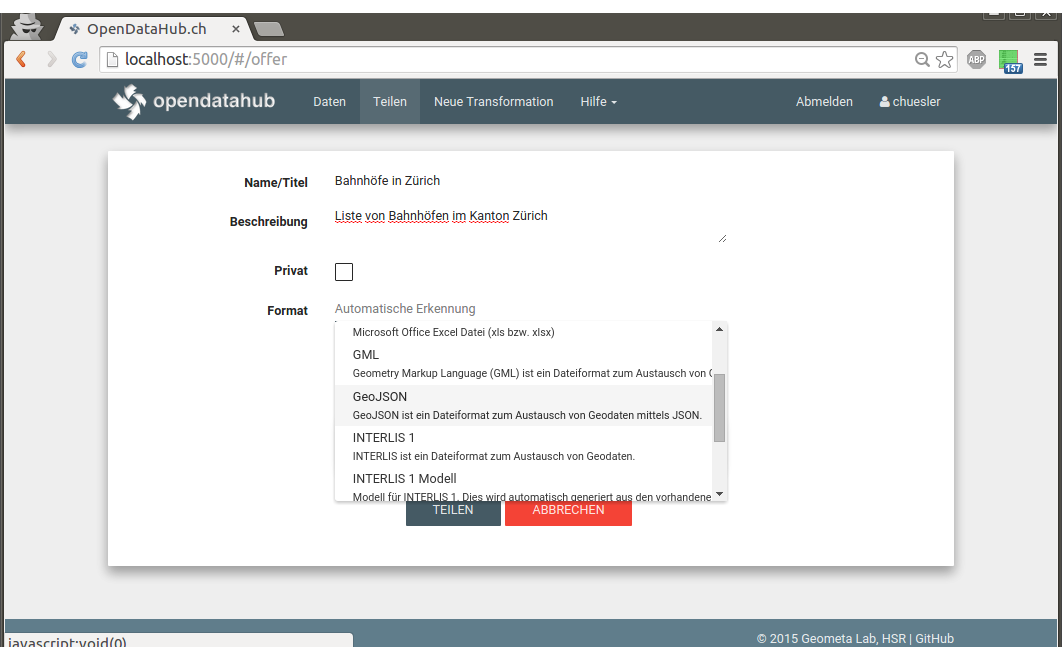 OpenDataHub.ch ×
localhost:5000/#/offer
ABP
157
opendatahub Daten Teilen Neue Transformation Hilfe Abmelden chuesler
Name/Titel Bahnhöfe in Zürich
Beschreibung Liste von Bahnhöfen im Kanton Zürich
Privat
Format Automatische Erkennung
Microsoft Office Excel Datei (xls bzw. xlsx)
GML
Geometry Markup Language (GML) ist ein Dateiformat zum Austausch von
GeoJSON
GeoJSON ist ein Dateiformat zum Austausch von Geodaten mittels JSON.
INTERLIS 1
INTERLIS ist ein Dateiformat zum Austausch von Geodaten.
INTERLIS 1 Modell
Modell für INTERLIS 1. Dies wird automatisch generiert aus den vorhandene
TEILEN ABBRECHEN
© 2015 Geometa Lab, HSR | GitHub
javascript:void(0)